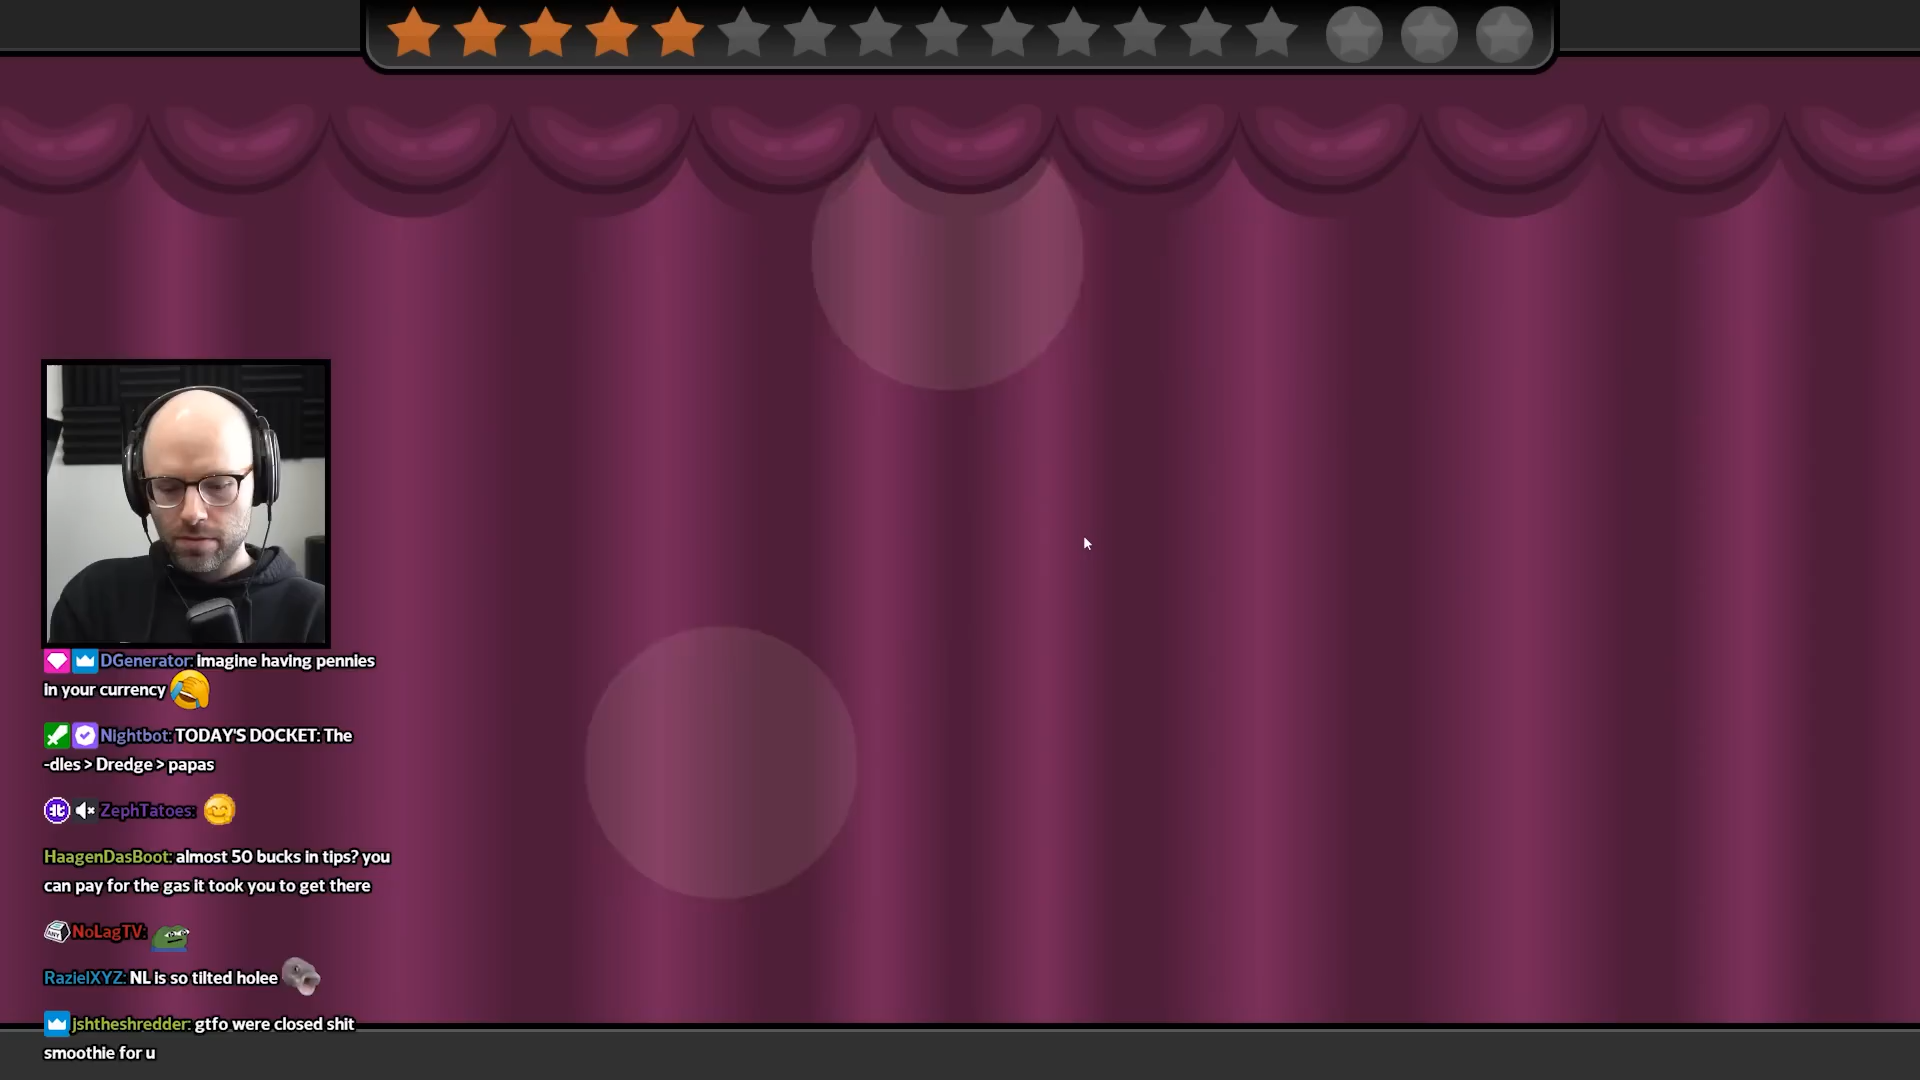 DGenerator: Imagine having pennies
in your currency
Nightbot: TODAY'S DOCKET: The
-dles > Dredge > papas
ZephTatoes:
HaagenDasBoot: almost 50 bucks in tips? you
can pay for the gas it took you to get there
NoLagTV:
RazielXYZ: NL is so tilted holee
jshtheshredder: gtfo were closed shit
smoothie for u